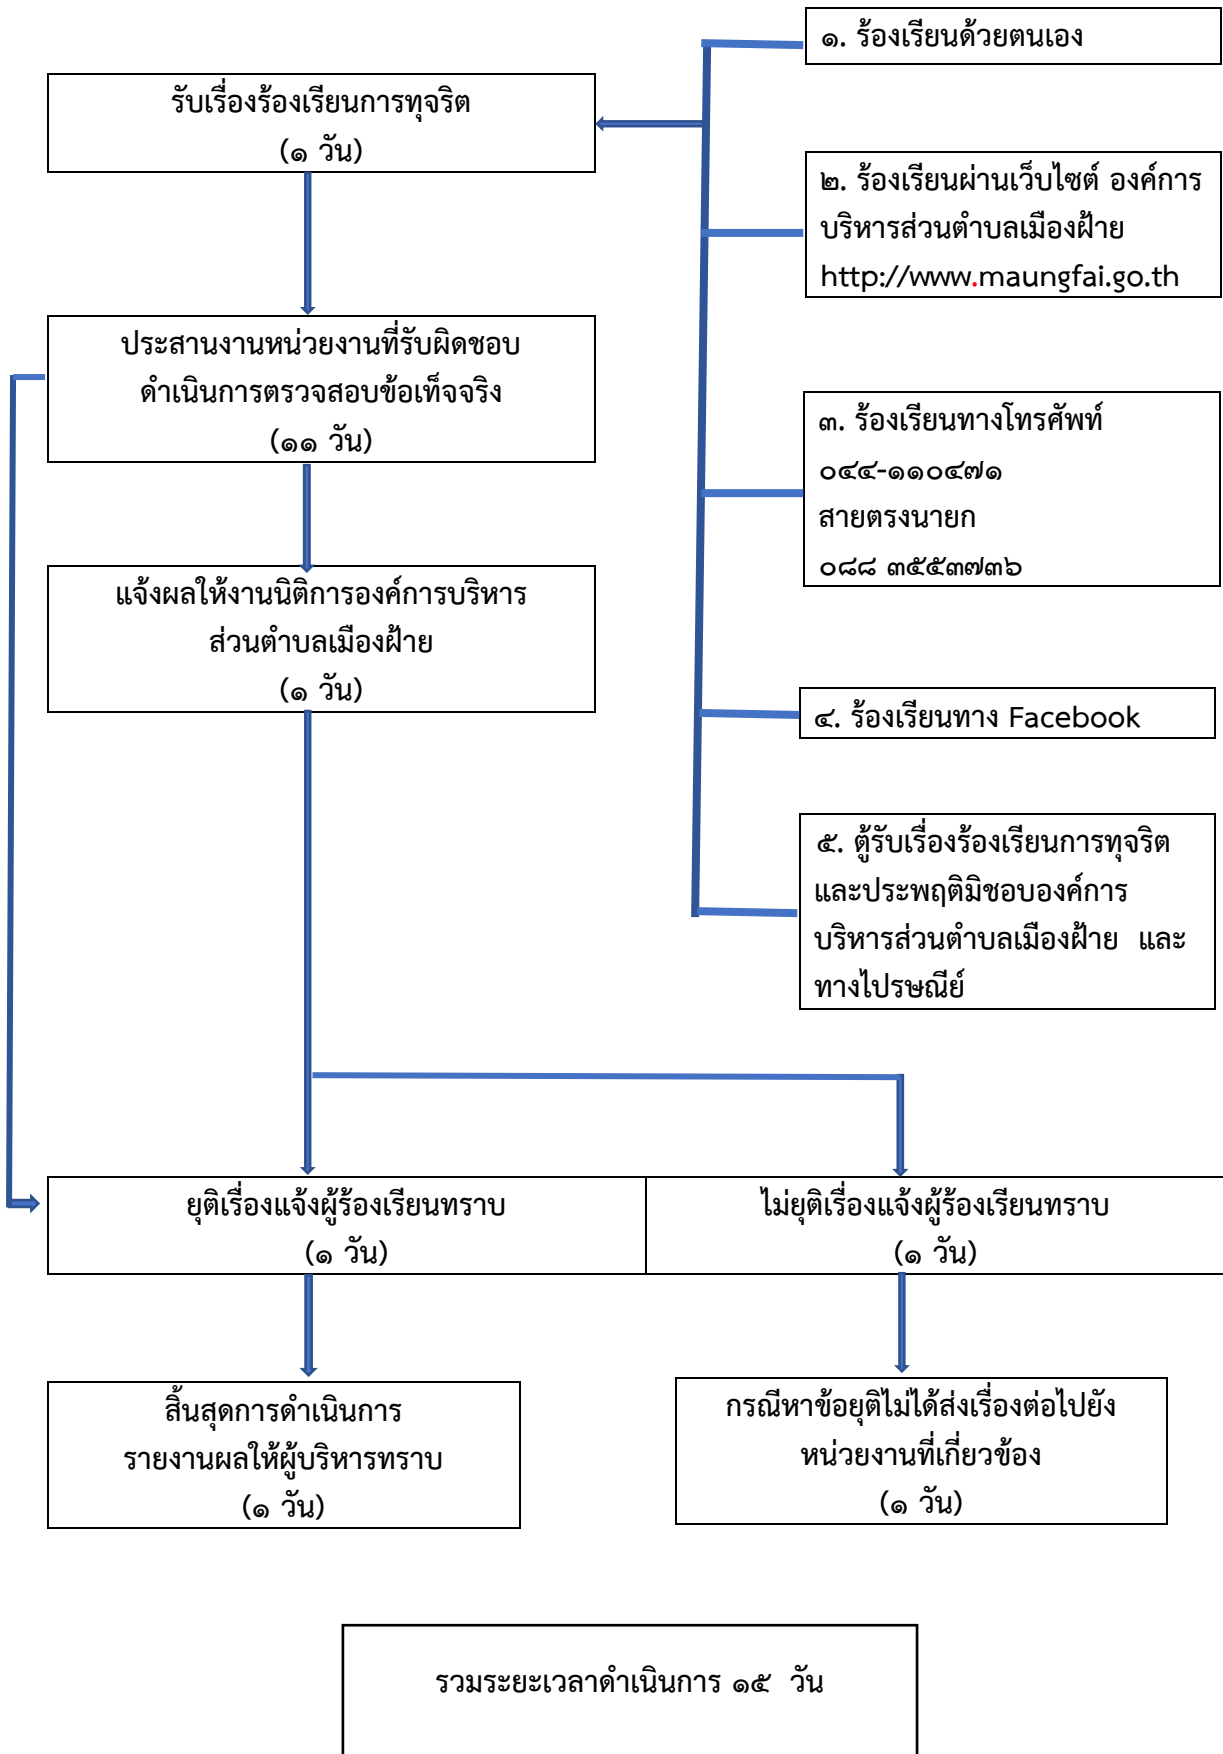 รับเรื่องร้องเรียนการทุจริต
(๑ วัน)
๑. ร้องเรียนด้วยตนเอง
๒. ร้องเรียนผ่านเว็บไซต์ องค์การ
บริหารส่วนตำบลเมืองฝ้าย
http://www.maungfai.go.th
๓. ร้องเรียนทางโทรศัพท์
๐๔๔-๑๑๐๔๗๑
สายตรงนายก
๐๘๘ ๓๕๕๓๗๓๖
๔. ร้องเรียนทาง Facebook
๕. ตู้รับเรื่องร้องเรียนการทุจริต
และประพฤติมิชอบองค์การ
บริหารส่วนตำบลเมืองฝ้าย และ
ทางไปรษณีย์
ประสานงานหน่วยงานที่รับผิดชอบ
ดำเนินการตรวจสอบข้อเท็จจริง
(๑๑ วัน)
แจ้งผลให้งานนิติการองค์การบริหาร
ส่วนตำบลเมืองฝ้าย
(๑ วัน)
ยุติเรื่องแจ้งผู้ร้องเรียนทราบ
(๑ วัน)
ไม่ยุติเรื่องแจ้งผู้ร้องเรียนทราบ
(๑ วัน)
สิ้นสุดการดำเนินการ
รายงานผลให้ผู้บริหารทราบ
(๑ วัน)
กรณีหาข้อยุติไม่ได้ส่งเรื่องต่อไปยัง
หน่วยงานที่เกี่ยวข้อง
(๑ วัน)
รวมระยะเวลาดำเนินการ ๑๕ วัน